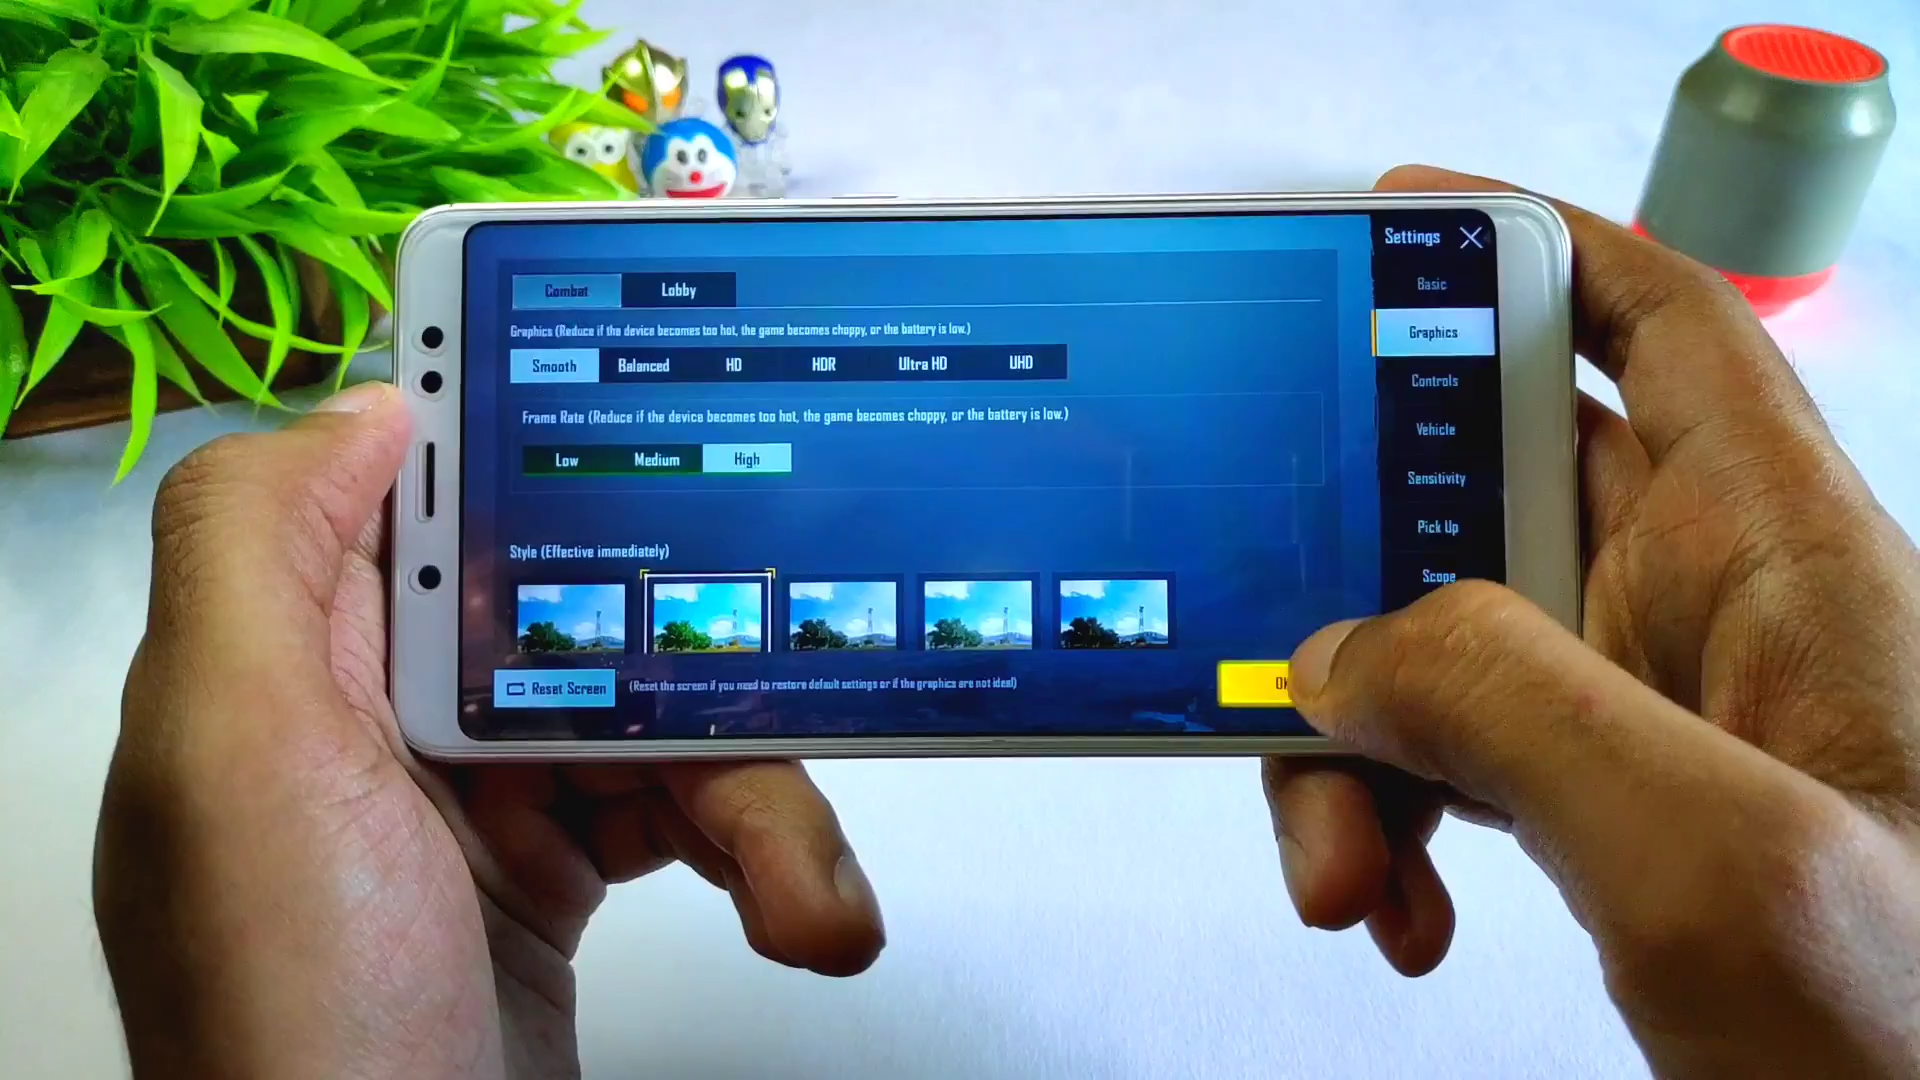 Settings
Combat Lobby
Basic
Graphics (Reduce if the device becomes too hot, the game becomes choppy, or the battery is low.)
Graphics
Smooth Balanced HD HDR Ultra HD UHD
Controls
Frame Rate (Reduce if the device becomes too hot, the game becomes choppy, or the battery is low.)
Vehicle
Low Medium High
Sensitivity
Pick Up
Style (Effective immediately)
Scope
Reset Screen (Reset the screen if you need to restore default settings or if the graphics are not ideal)